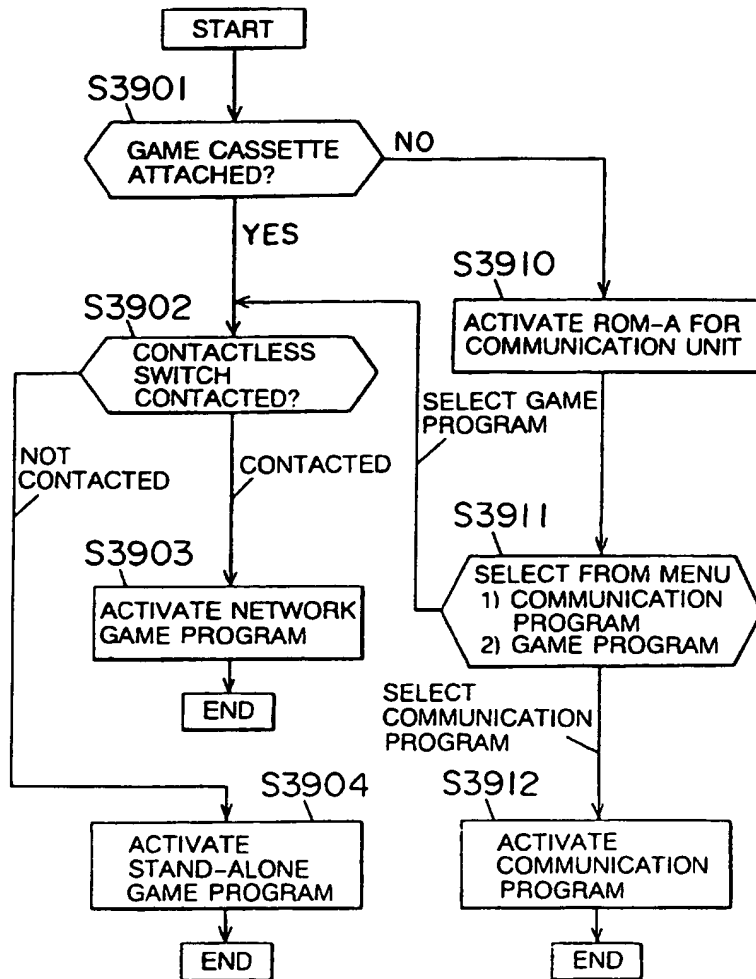 START
S3901
GAME CASSETTE
ATTACHED?
NO
YES
S3910
ACTIVATE ROM-A FOR
COMMUNICATION UNIT
S3902
CONTACTLESS
SWITCH
CONTACTED?
SELECT GAME
PROGRAM
NOT
CONTACTED
CONTACTED
S3911
SELECT FROM MENU
1) COMMUNICATION
PROGRAM
2) GAME PROGRAM
S3903
ACTIVATE NETWORK
GAME PROGRAM
END
SELECT
COMMUNICATION
PROGRAM
S3904
ACTIVATE
STAND-ALONE
GAME PROGRAM
END
S3912
ACTIVATE
COMMUNICATION
PROGRAM
END